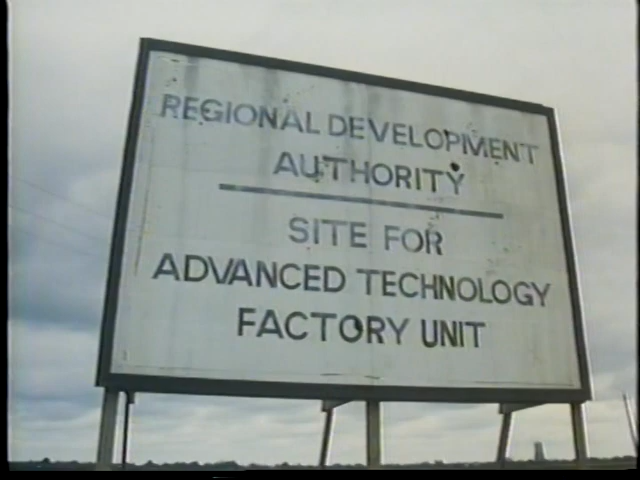 REGIONAL DEVELOPMENT
AUTHORITY
SITE FOR
ADVANCED TECHNOLOGY
FACTORY UNIT